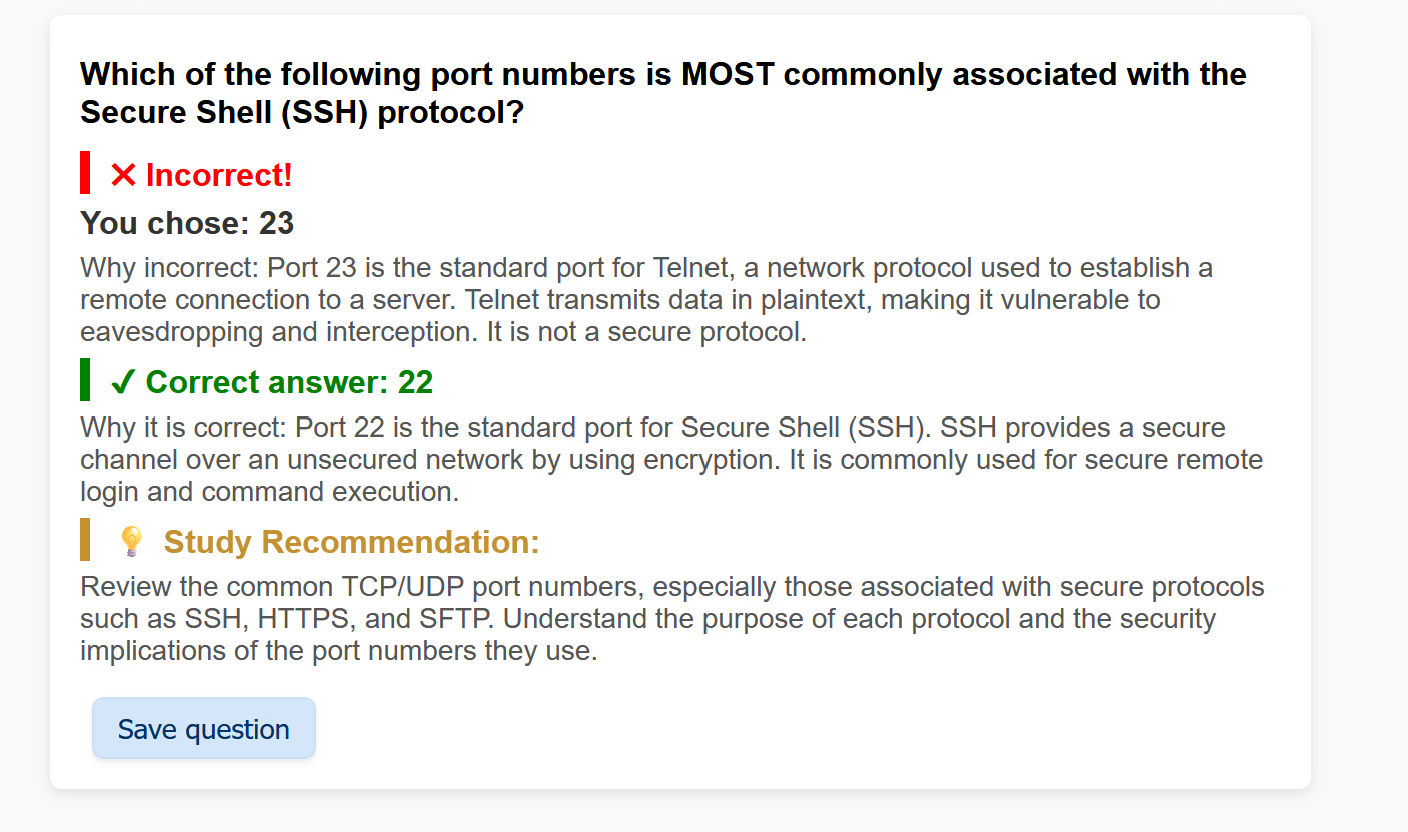 Which of the following port numbers is MOST commonly associated with the
Secure Shell (SSH) protocol?
❌ Incorrect!
You chose: 23
Why incorrect: Port 23 is the standard port for Telnet, a network protocol used to establish a
remote connection to a server. Telnet transmits data in plaintext, making it vulnerable to
eavesdropping and interception. It is not a secure protocol.
✓ Correct answer: 22
Why it is correct: Port 22 is the standard port for Secure Shell (SSH). SSH provides a secure
channel over an unsecured network by using encryption. It is commonly used for secure remote
login and command execution.
💡 Study Recommendation:
Review the common TCP/UDP port numbers, especially those associated with secure protocols
such as SSH, HTTPS, and SFTP. Understand the purpose of each protocol and the security
implications of the port numbers they use.
Save question